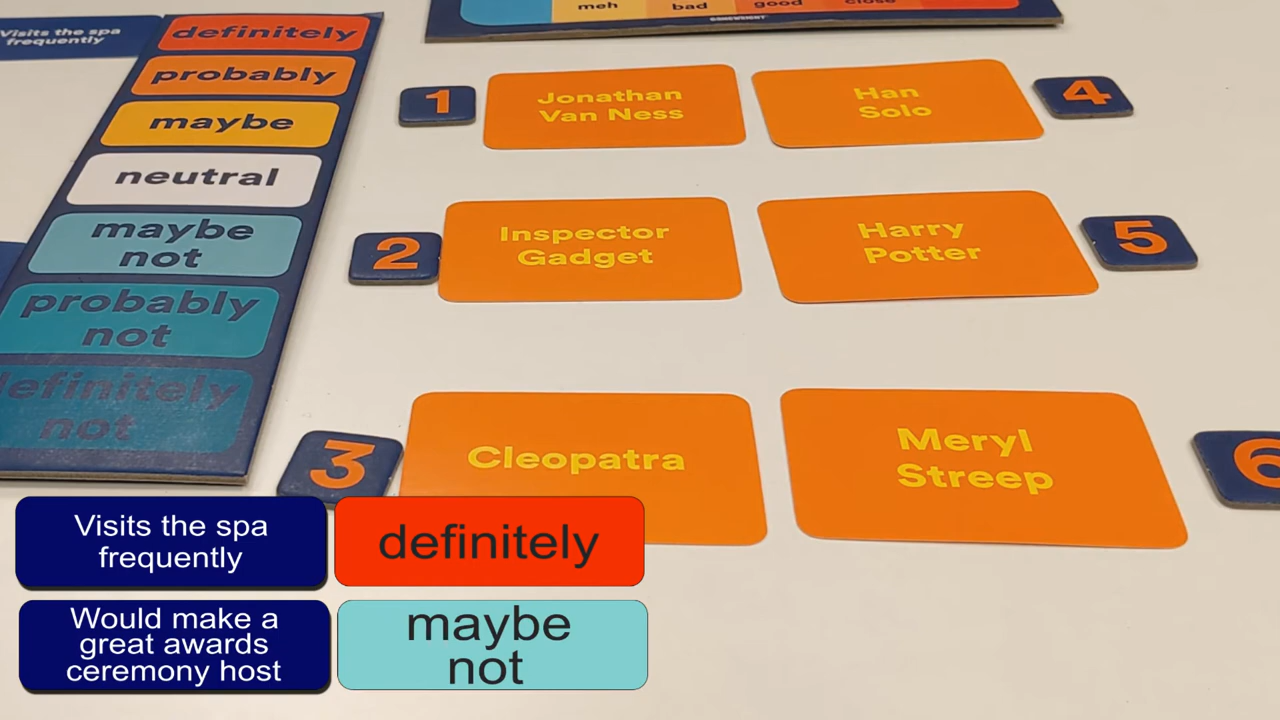 Visits the spa
frequently
definitely
probably
maybe
neutral
maybe
not
probably
not
definitely
not
meh
bad
good
close
GAMEWRIGHT
1
Jonathan
Van Ness
Han
Solo
4
2
Inspector
Gadget
Harry
Potter
5
3
Cleopatra
Meryl
Streep
6
Visits the spa
frequently
definitely
Would make a
great awards
ceremony host
maybe
not